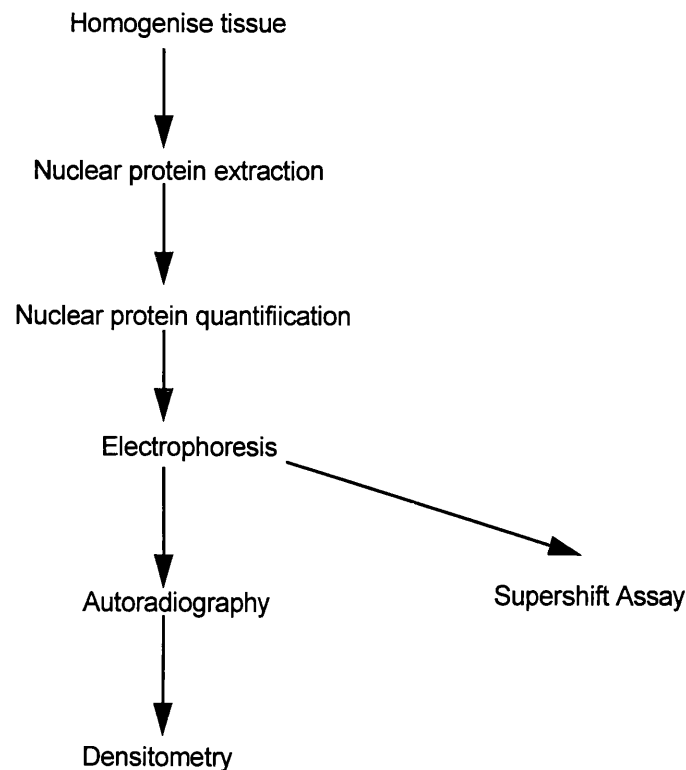 Homogenise tissue
Nuclear protein extraction
Nuclear protein quantifiication
Electrophoresis
Autoradiography
Supershift Assay
Densitometry